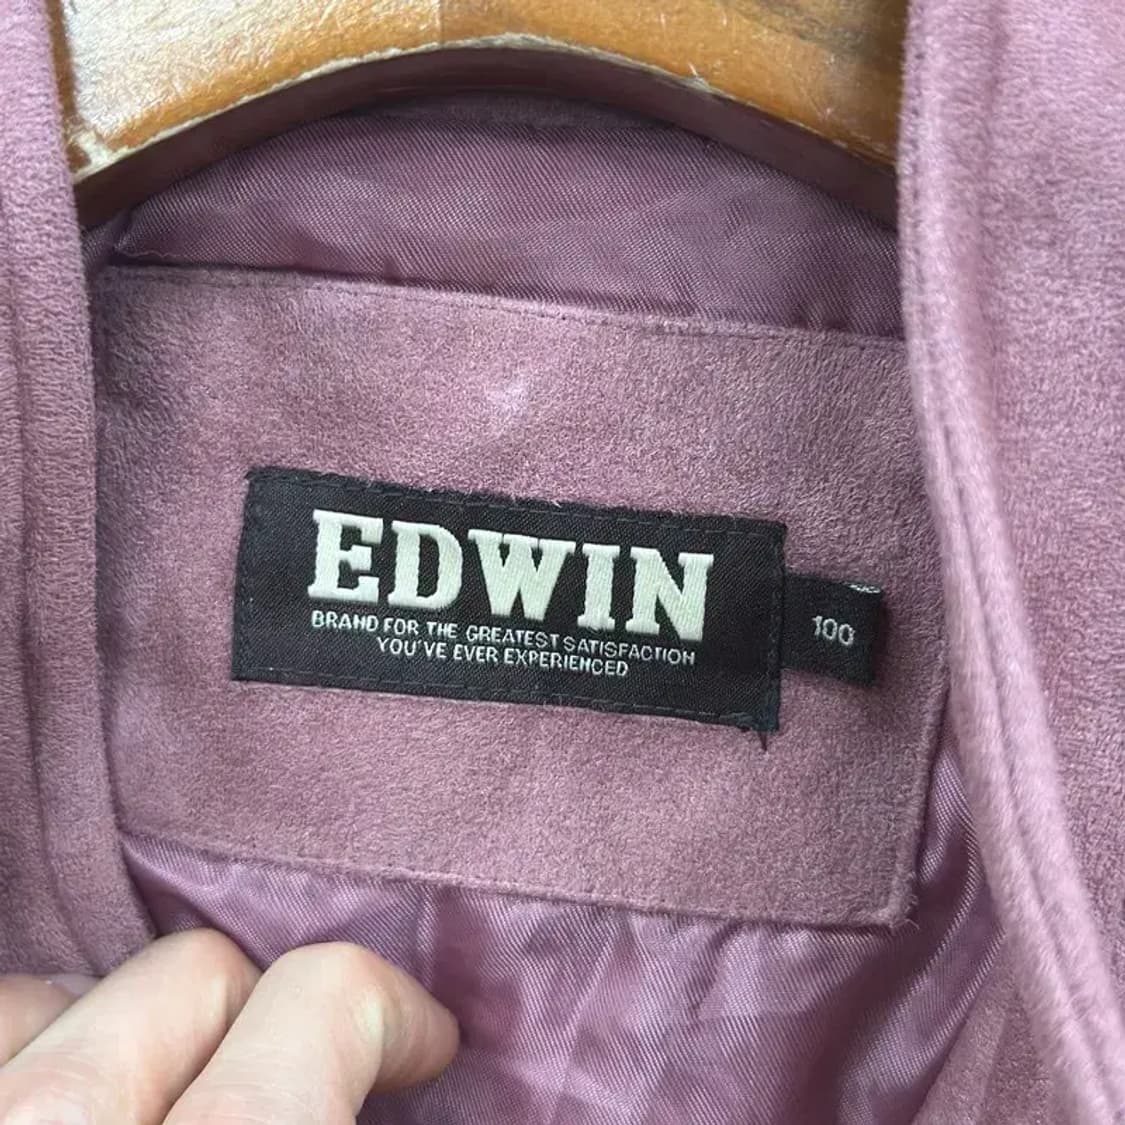 EDWIN
BRAND FOR THE GREATEST SATISFACTION
YOU'VE EVER EXPERIENCED
100